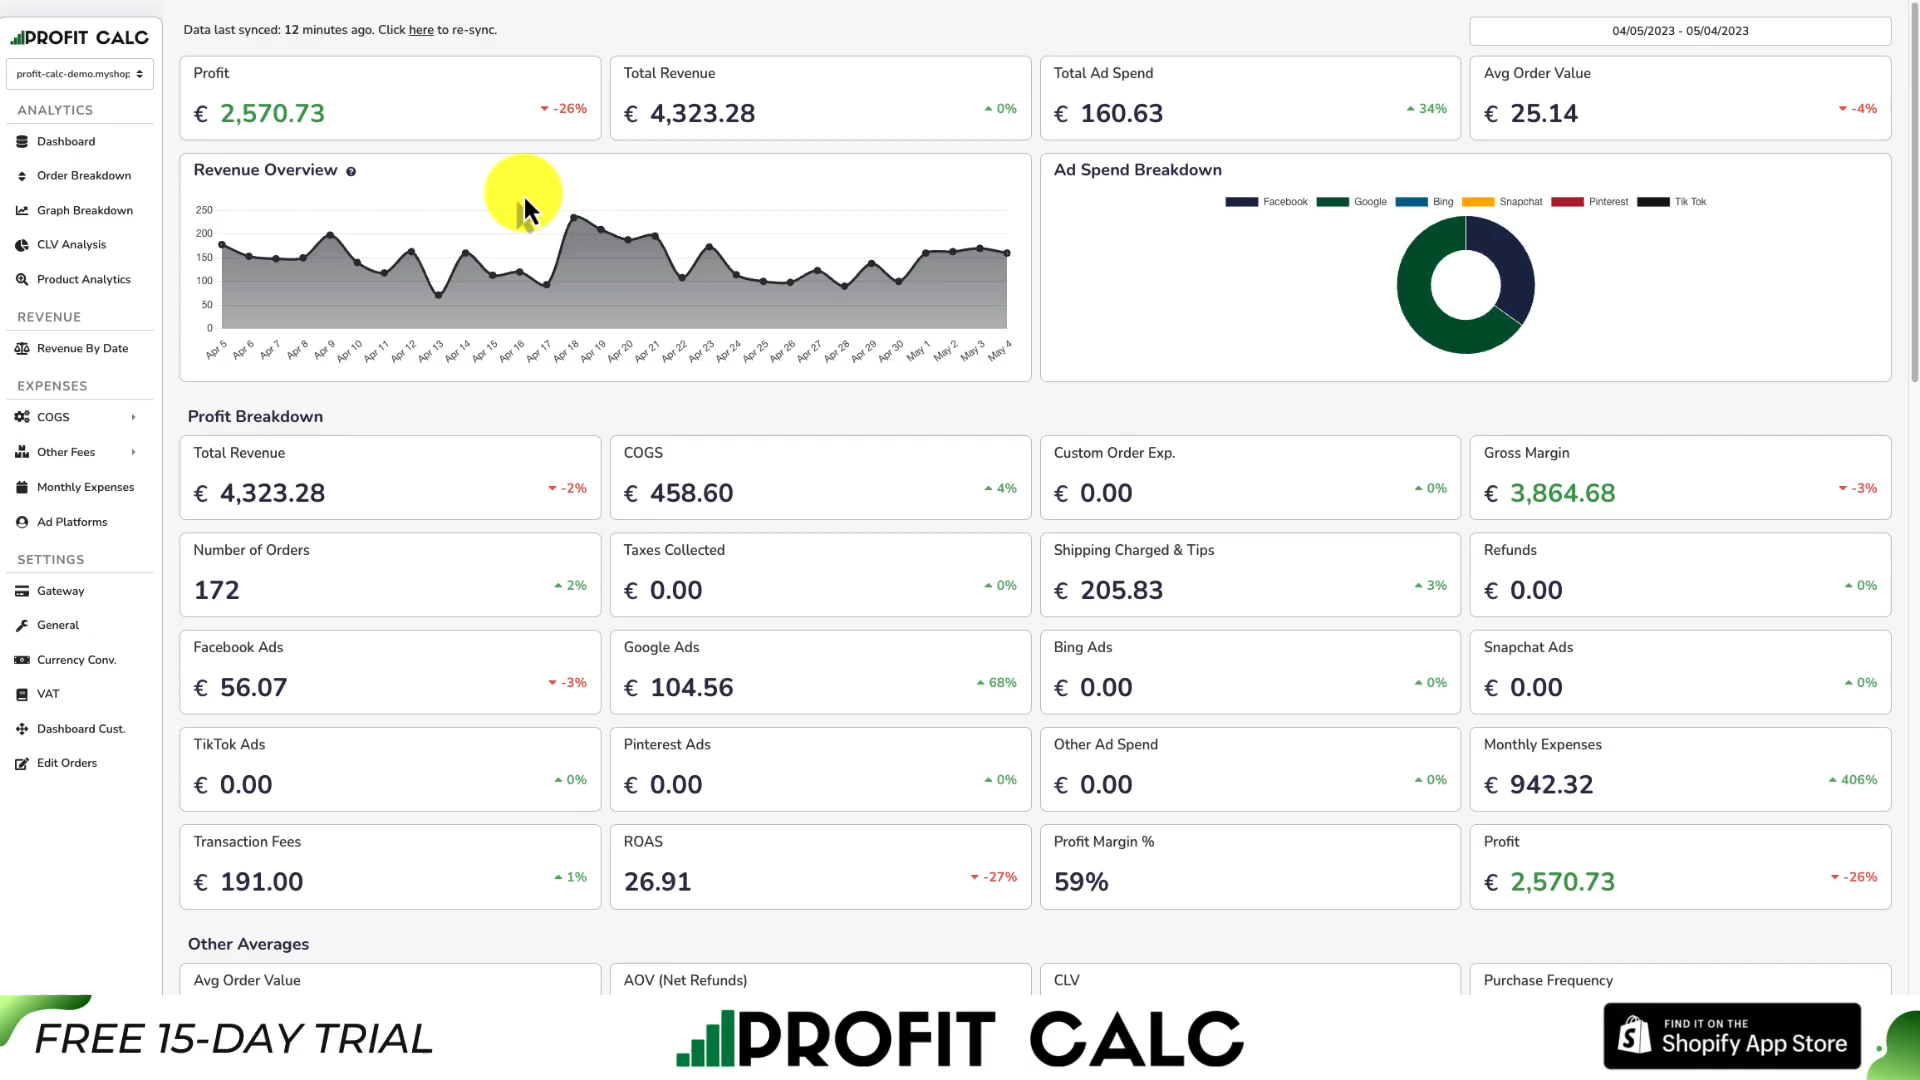 PROFIT CALC
profit-calc-demo.myshop
ANALYTICS
Dashboard
Order Breakdown
Graph Breakdown
CLV Analysis
Product Analytics
REVENUE
Revenue By Date
EXPENSES
COGS
Other Fees
Monthly Expenses
Ad Platforms
SETTINGS
Gateway
General
Currency Conv.
VAT
Dashboard Cust.
Edit Orders
Data last synced: 12 minutes ago. Click here to re-sync.
04/05/2023 - 05/04/2023
Profit
€ 2,570.73
-26%
Total Revenue
€ 4,323.28
0%
Total Ad Spend
€ 160.63
34%
Avg Order Value
€ 25.14
-4%
Revenue Overview ?
250
200
150
100
50
0
Apr 5 Apr 6 Apr 7 Apr 8 Apr 9 Apr 10 Apr 11 Apr 12 Apr 13 Apr 14 Apr 15 Apr 16 Apr 17 Apr 18 Apr 19 Apr 20 Apr 21 Apr 22 Apr 23 Apr 24 Apr 25 Apr 26 Apr 27 Apr 28 Apr 29 Apr 30 May 1 May 2 May 3 May 4
Ad Spend Breakdown
Facebook Google Bing Snapchat Pinterest Tik Tok
Profit Breakdown
Total Revenue
€ 4,323.28
-2%
COGS
€ 458.60
4%
Custom Order Exp.
€ 0.00
0%
Gross Margin
€ 3,864.68
-3%
Number of Orders
172
2%
Taxes Collected
€ 0.00
0%
Shipping Charged & Tips
€ 205.83
3%
Refunds
€ 0.00
0%
Facebook Ads
€ 56.07
-3%
Google Ads
€ 104.56
68%
Bing Ads
€ 0.00
0%
Snapchat Ads
€ 0.00
0%
TikTok Ads
€ 0.00
0%
Pinterest Ads
€ 0.00
0%
Other Ad Spend
€ 0.00
0%
Monthly Expenses
€ 942.32
406%
Transaction Fees
€ 191.00
1%
ROAS
26.91
-27%
Profit Margin %
59%
Profit
€ 2,570.73
-26%
Other Averages
Avg Order Value
AOV (Net Refunds)
CLV
Purchase Frequency
FREE 15-DAY TRIAL
PROFIT CALC
FIND IT ON THE
Shopify App Store